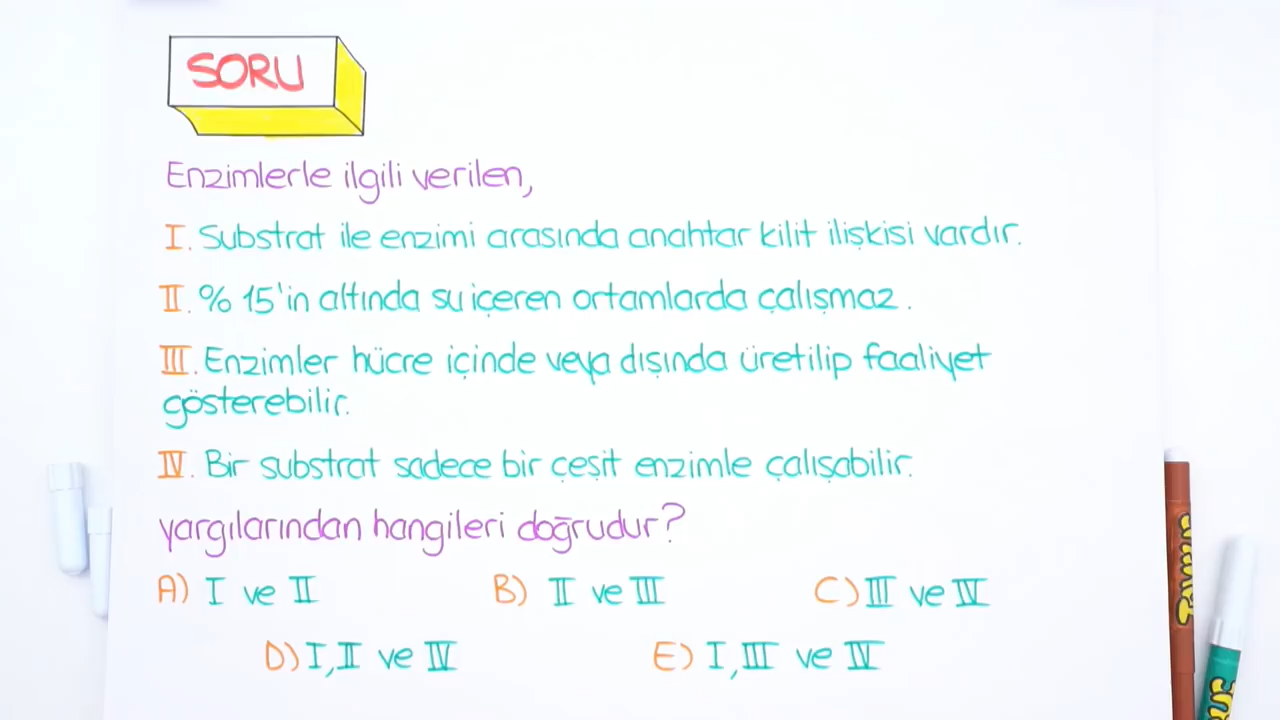 SORU
Enzimlerle ilgili verilen,
I. Substrat ile enzimi arasında anahtar kilit ilişkisi vardır.
II. % 15'in altında su içeren ortamlarda çalışmaz.
III. Enzimler hücre içinde veya dışında üretilip faaliyet
gösterebilir.
IV. Bir substrat sadece bir çeşit enzimle çalışabilir.
yargılarından hangileri doğrudur?
A) I ve II B) II ve III C) III ve IV
D) I, II ve IV E) I, III ve IV